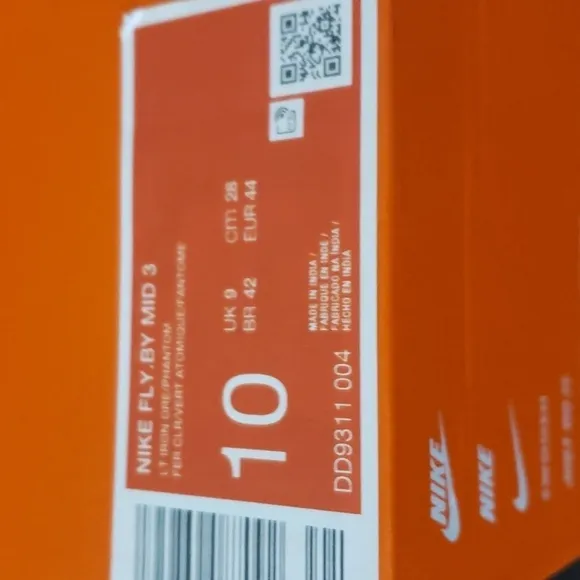 NIKE FLY.BY MID 3
LT IRON ORE/PHANTOM
FER CLR/VERT ATOMIQUE/FANTOME
10
UK 9 cm 28
BR 42 EUR 44
DD9311 004
MADE IN INDIA /
FABRIQUE EN INDE /
FABRICADO NA INDIA /
HECHO EN INDIA
NIKE
NIKE